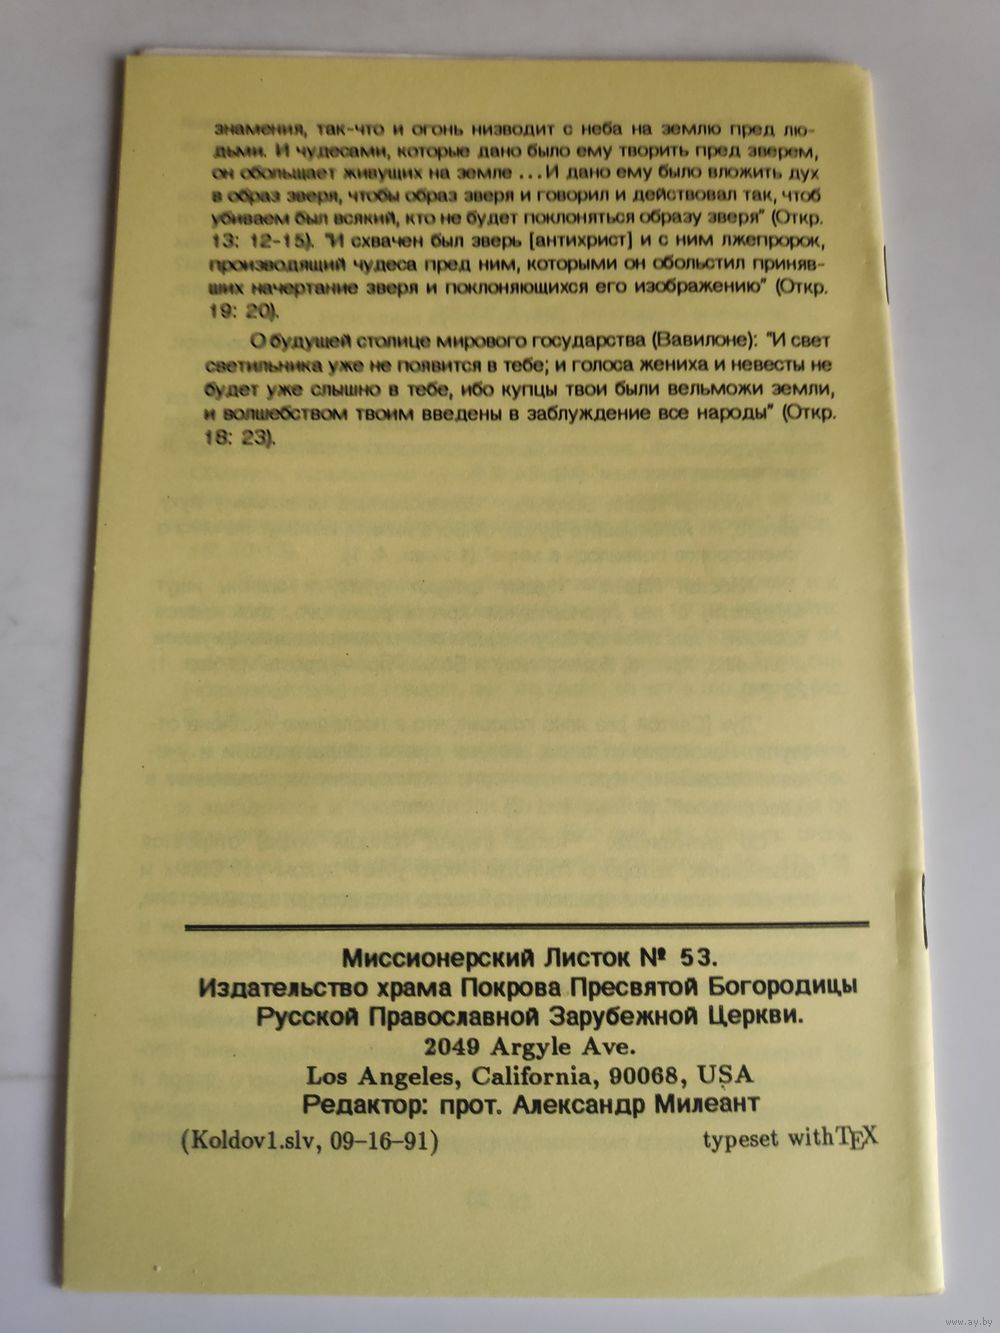 знамения, так-что и огонь низводит с неба на землю пред лю-
дьми. И чудесами, которые дано было ему творить пред зверем,
он обольщает живущих на земле ... И дано ему было вложить дух
в образ зверя, чтобы образ зверя и говорил и действовал так, чтоб
убиваем был всякий, кто не будет поклоняться образу зверя" (Откр.
13: 12-15). "И схвачен был зверь [антихрист] и с ним лжепророк,
производящий чудеса пред ним, которыми он обольстил приняв-
ших начертание зверя и поклоняющихся его изображению" (Откр.
19: 20).
О будущей столице мирового государства (Вавилоне): "И свет
светильника уже не появится в тебе; и голоса жениха и невесты не
будет уже слышно в тебе, ибо купцы твои были вельможи земли,
и волшебством твоим введены в заблуждение все народы" (Откр.
18: 23).
Миссионерский Листок № 53.
Издательство храма Покрова Пресвятой Богородицы
Русской Православной Зарубежной Церкви.
2049 Argyle Ave.
Los Angeles, California, 90068, USA
Редактор: прот. Александр Милеант
(Koldov1.slv, 09-16-91) typeset withTEX
www.ay.by